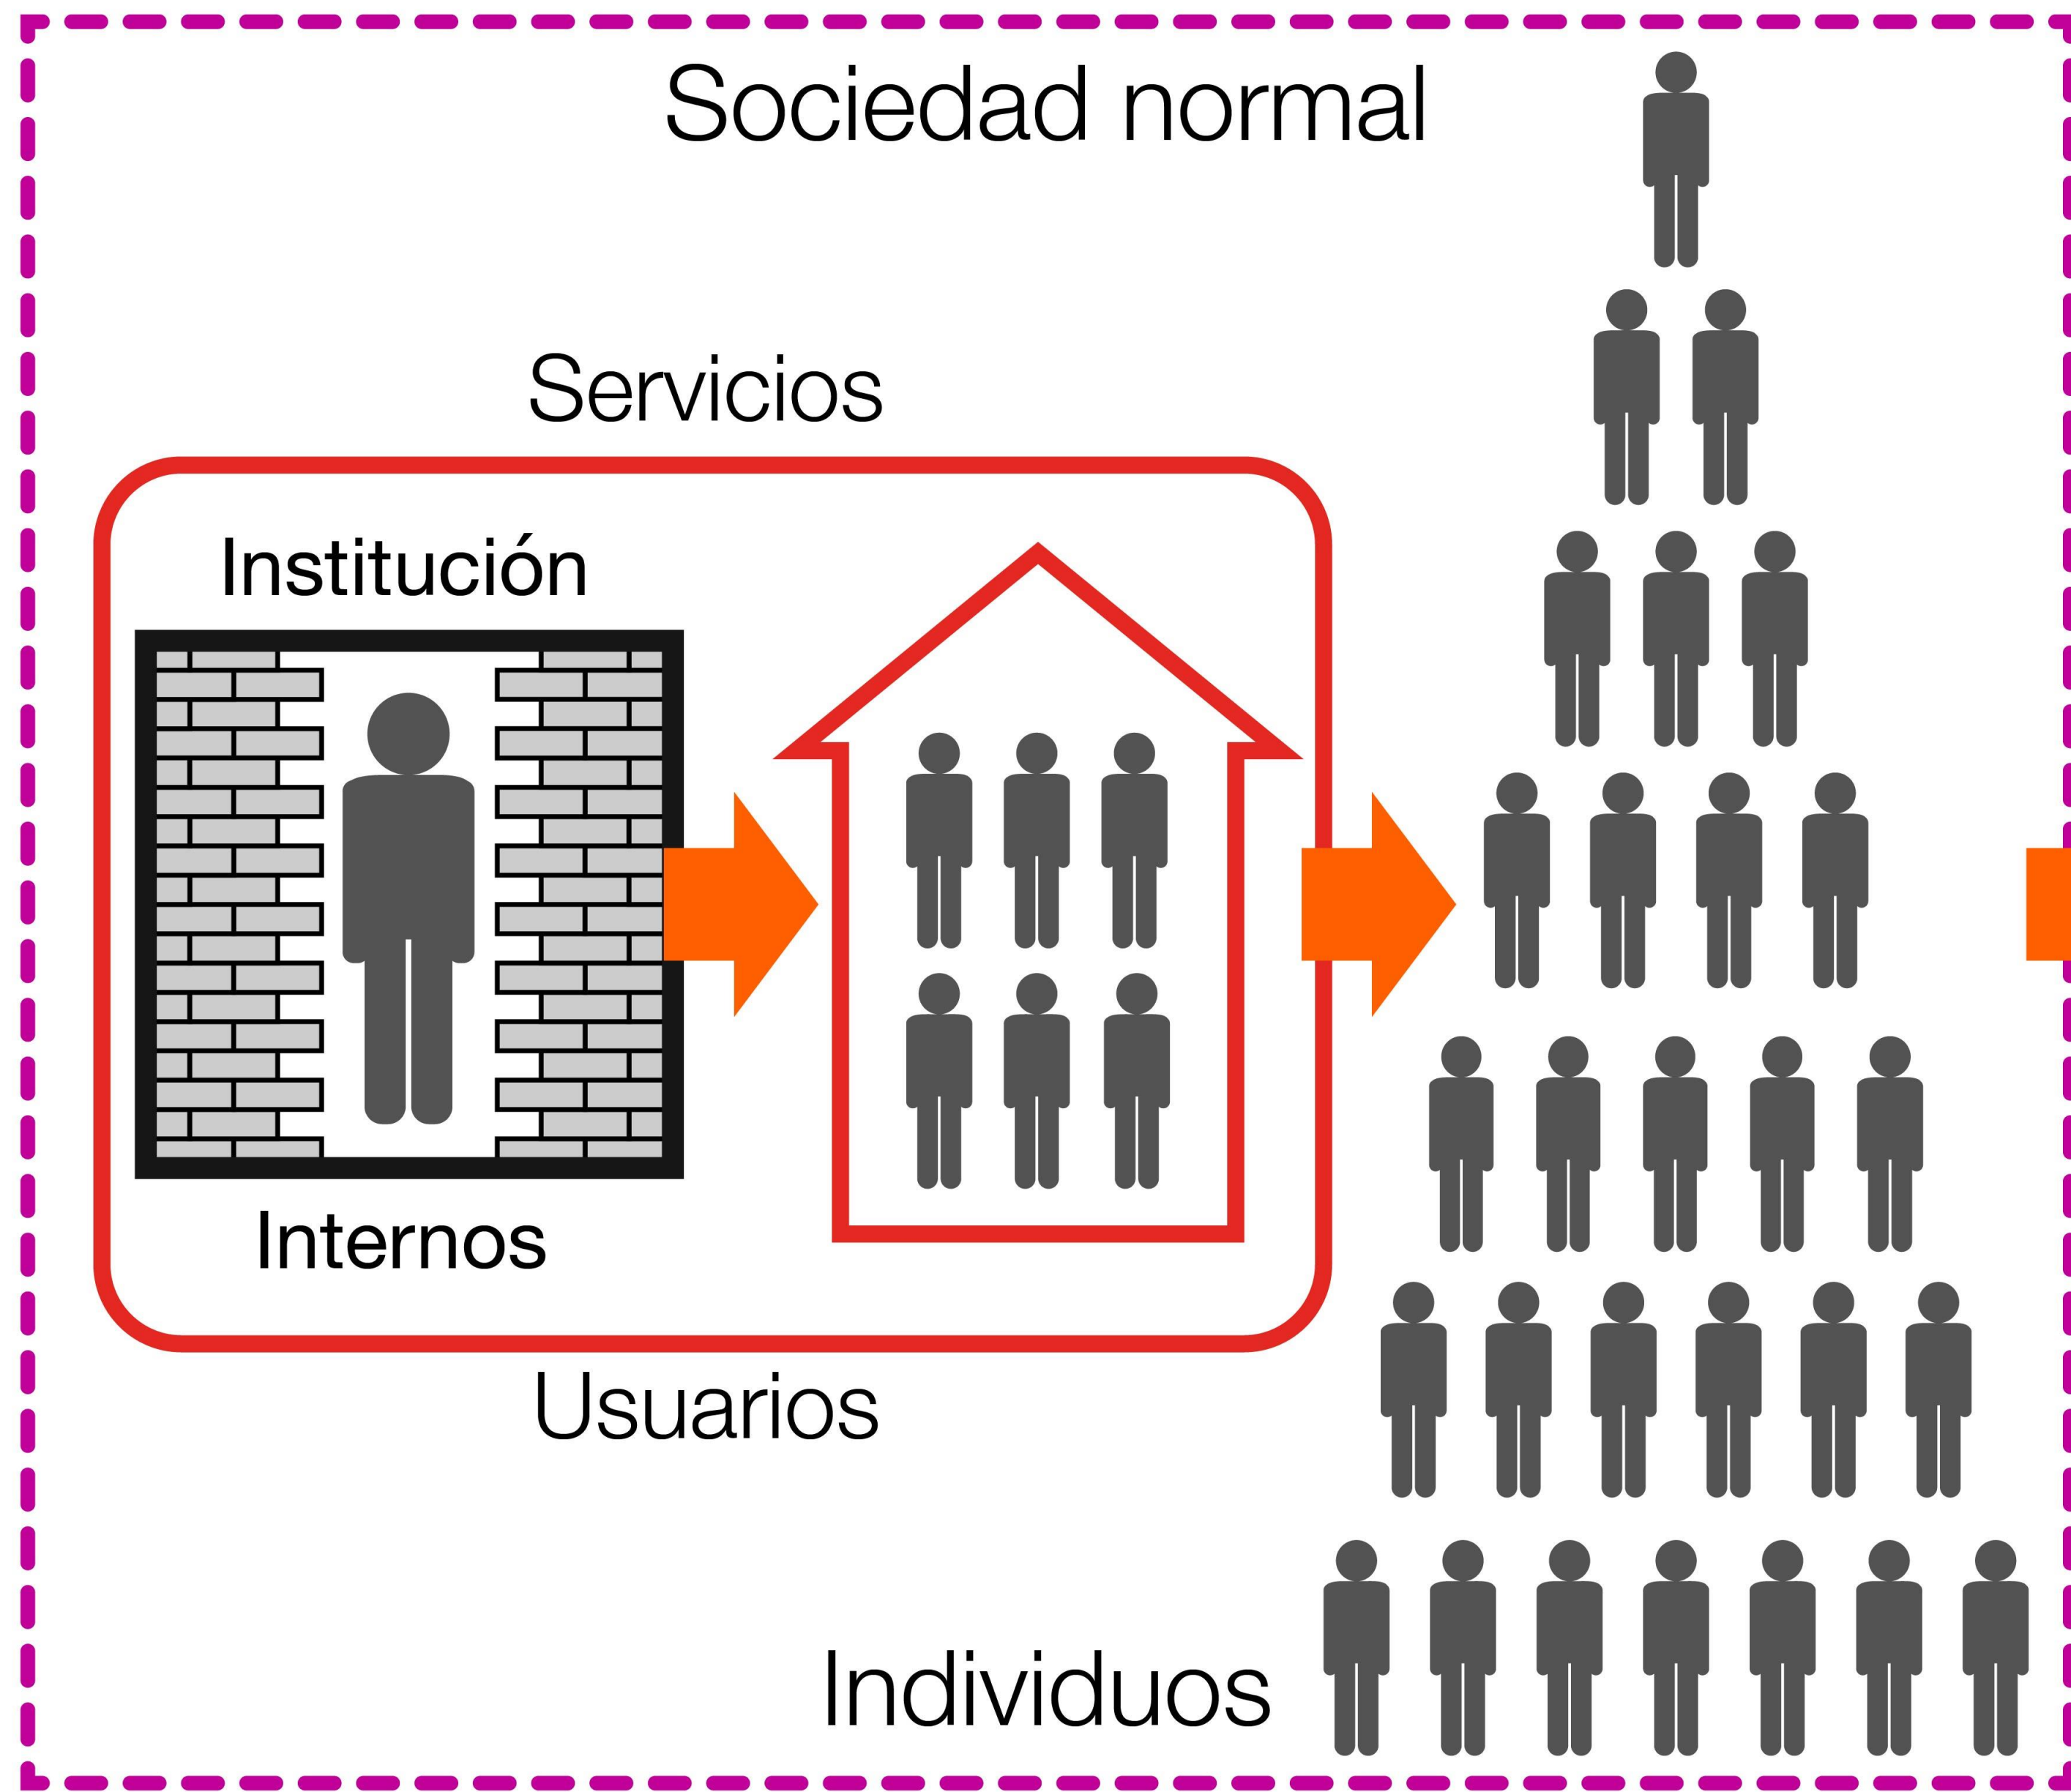 Sociedad normal
Servicios
Institución
Internos
Usuarios
Individuos